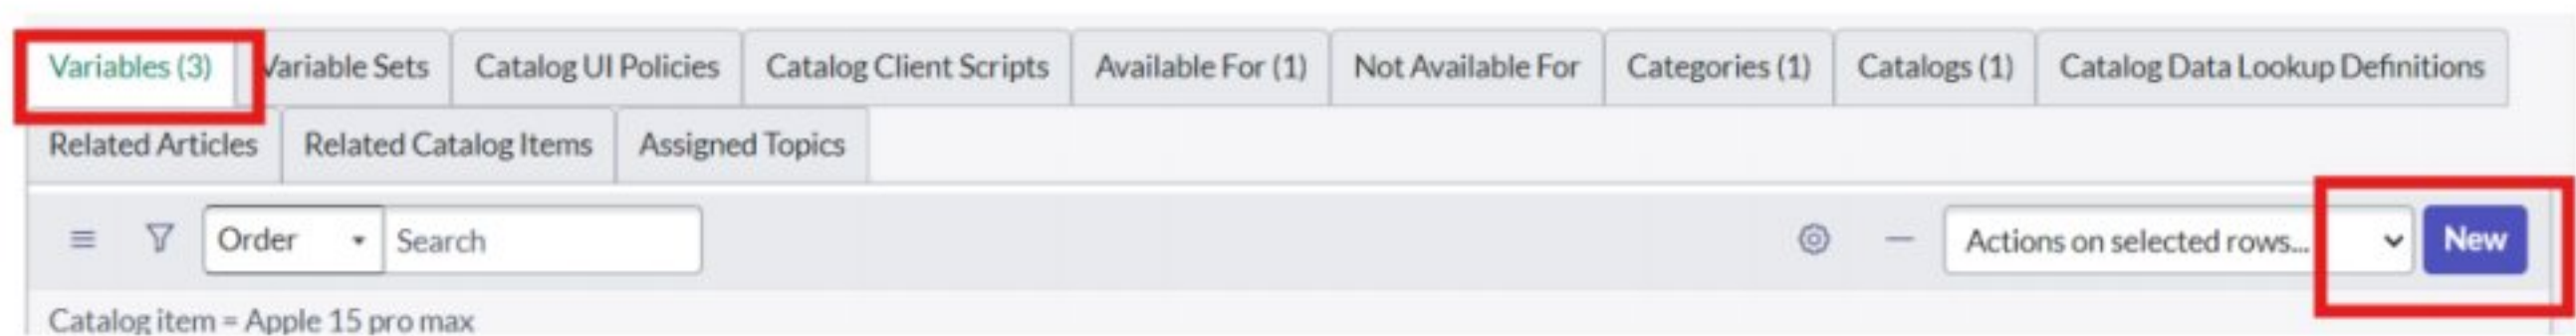 Variables (3) Variable Sets Catalog UI Policies Catalog Client Scripts Available For (1) Not Available For Categories (1) Catalogs (1) Catalog Data Lookup Definitions
Related Articles Related Catalog Items Assigned Topics
Order Search Actions on selected rows... New
Catalog item = Apple 15 pro max